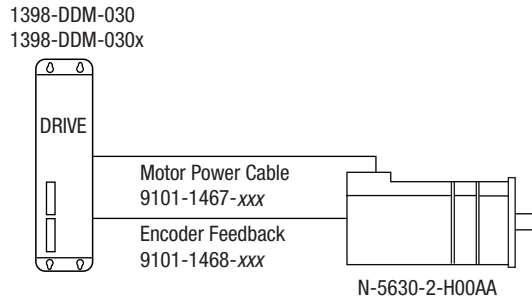 1398-DDM-030
1398-DDM-030x
DRIVE
Motor Power Cable
9101-1467-xxx
Encoder Feedback
9101-1468-xxx
N-5630-2-H00AA